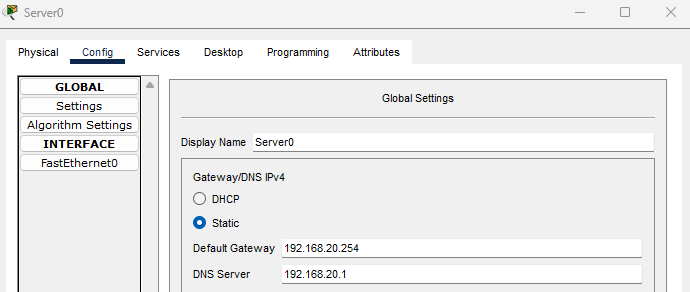 Server0
Physical Config Services Desktop Programming Attributes
GLOBAL
Settings
Algorithm Settings
INTERFACE
FastEthernet0
Global Settings
Display Name Server0
Gateway/DNS IPv4
DHCP
Static
Default Gateway 192.168.20.254
DNS Server 192.168.20.1